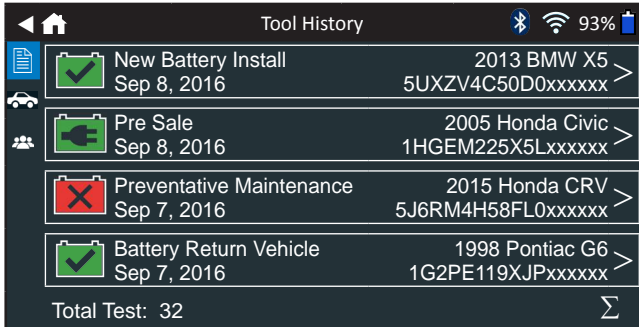 Tool History
93%
New Battery Install
2013 BMW X5
Sep 8, 2016
5UXZV4C50D0xxxxxx
Pre Sale
2005 Honda Civic
Sep 8, 2016
1HGEM225X5Lxxxxxx
Preventative Maintenance
2015 Honda CRV
Sep 7, 2016
5J6RM4H58FL0xxxxxx
Battery Return Vehicle
1998 Pontiac G6
Sep 7, 2016
1G2PE119XJPxxxxxx
Total Test: 32
Σ